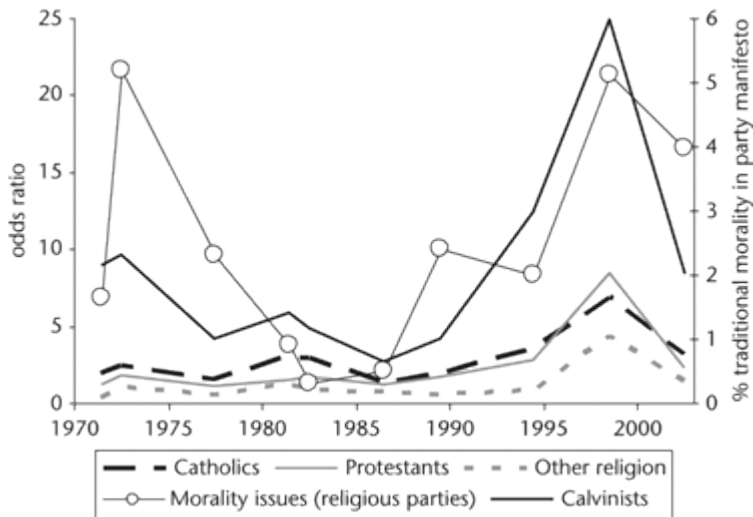 25
20
15
10
5
0
odds ratio
6
5
4
3
2
1
0
% traditional morality in party manifesto
1970 1975 1980 1985 1990 1995 2000
Catholics Protestants Other religion
Morality issues (religious parties) Calvinists